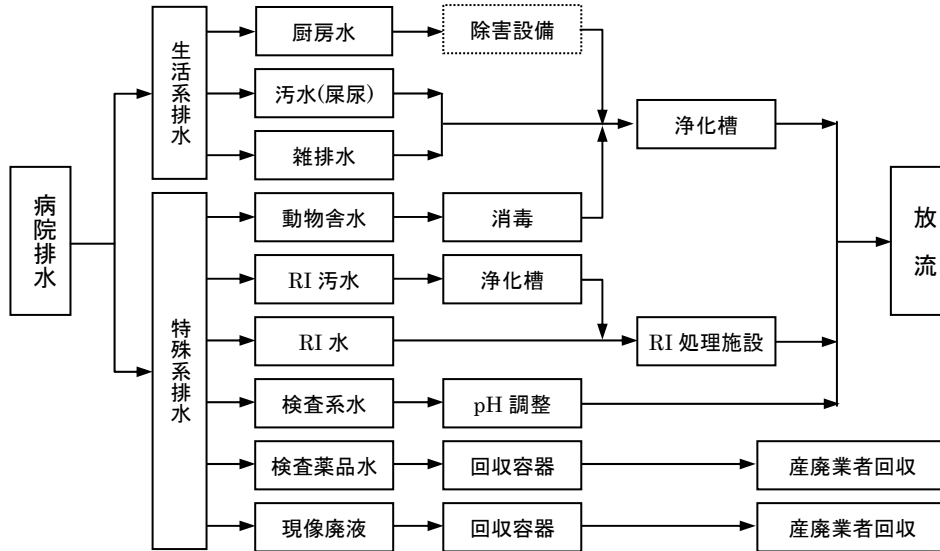 病院排水
生活系排水
厨房水
除害設備
汚水(屎尿)
雑排水
浄化槽
特殊系排水
動物舎水
消毒
RI 汚水
浄化槽
RI 水
RI 処理施設
検査系水
pH 調整
検査薬品水
回収容器
産廃業者回収
現像廃液
回収容器
産廃業者回収
放流